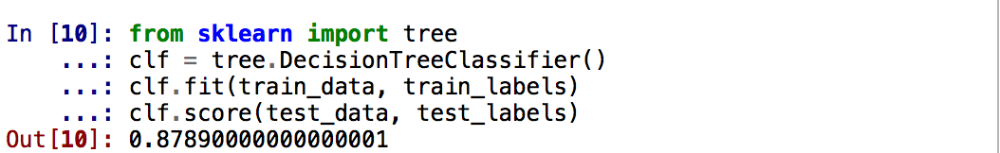 In [10]: from sklearn import tree
...: clf = tree.DecisionTreeClassifier()
...: clf.fit(train_data, train_labels)
...: clf.score(test_data, test_labels)
Out[10]: 0.87890000000000001